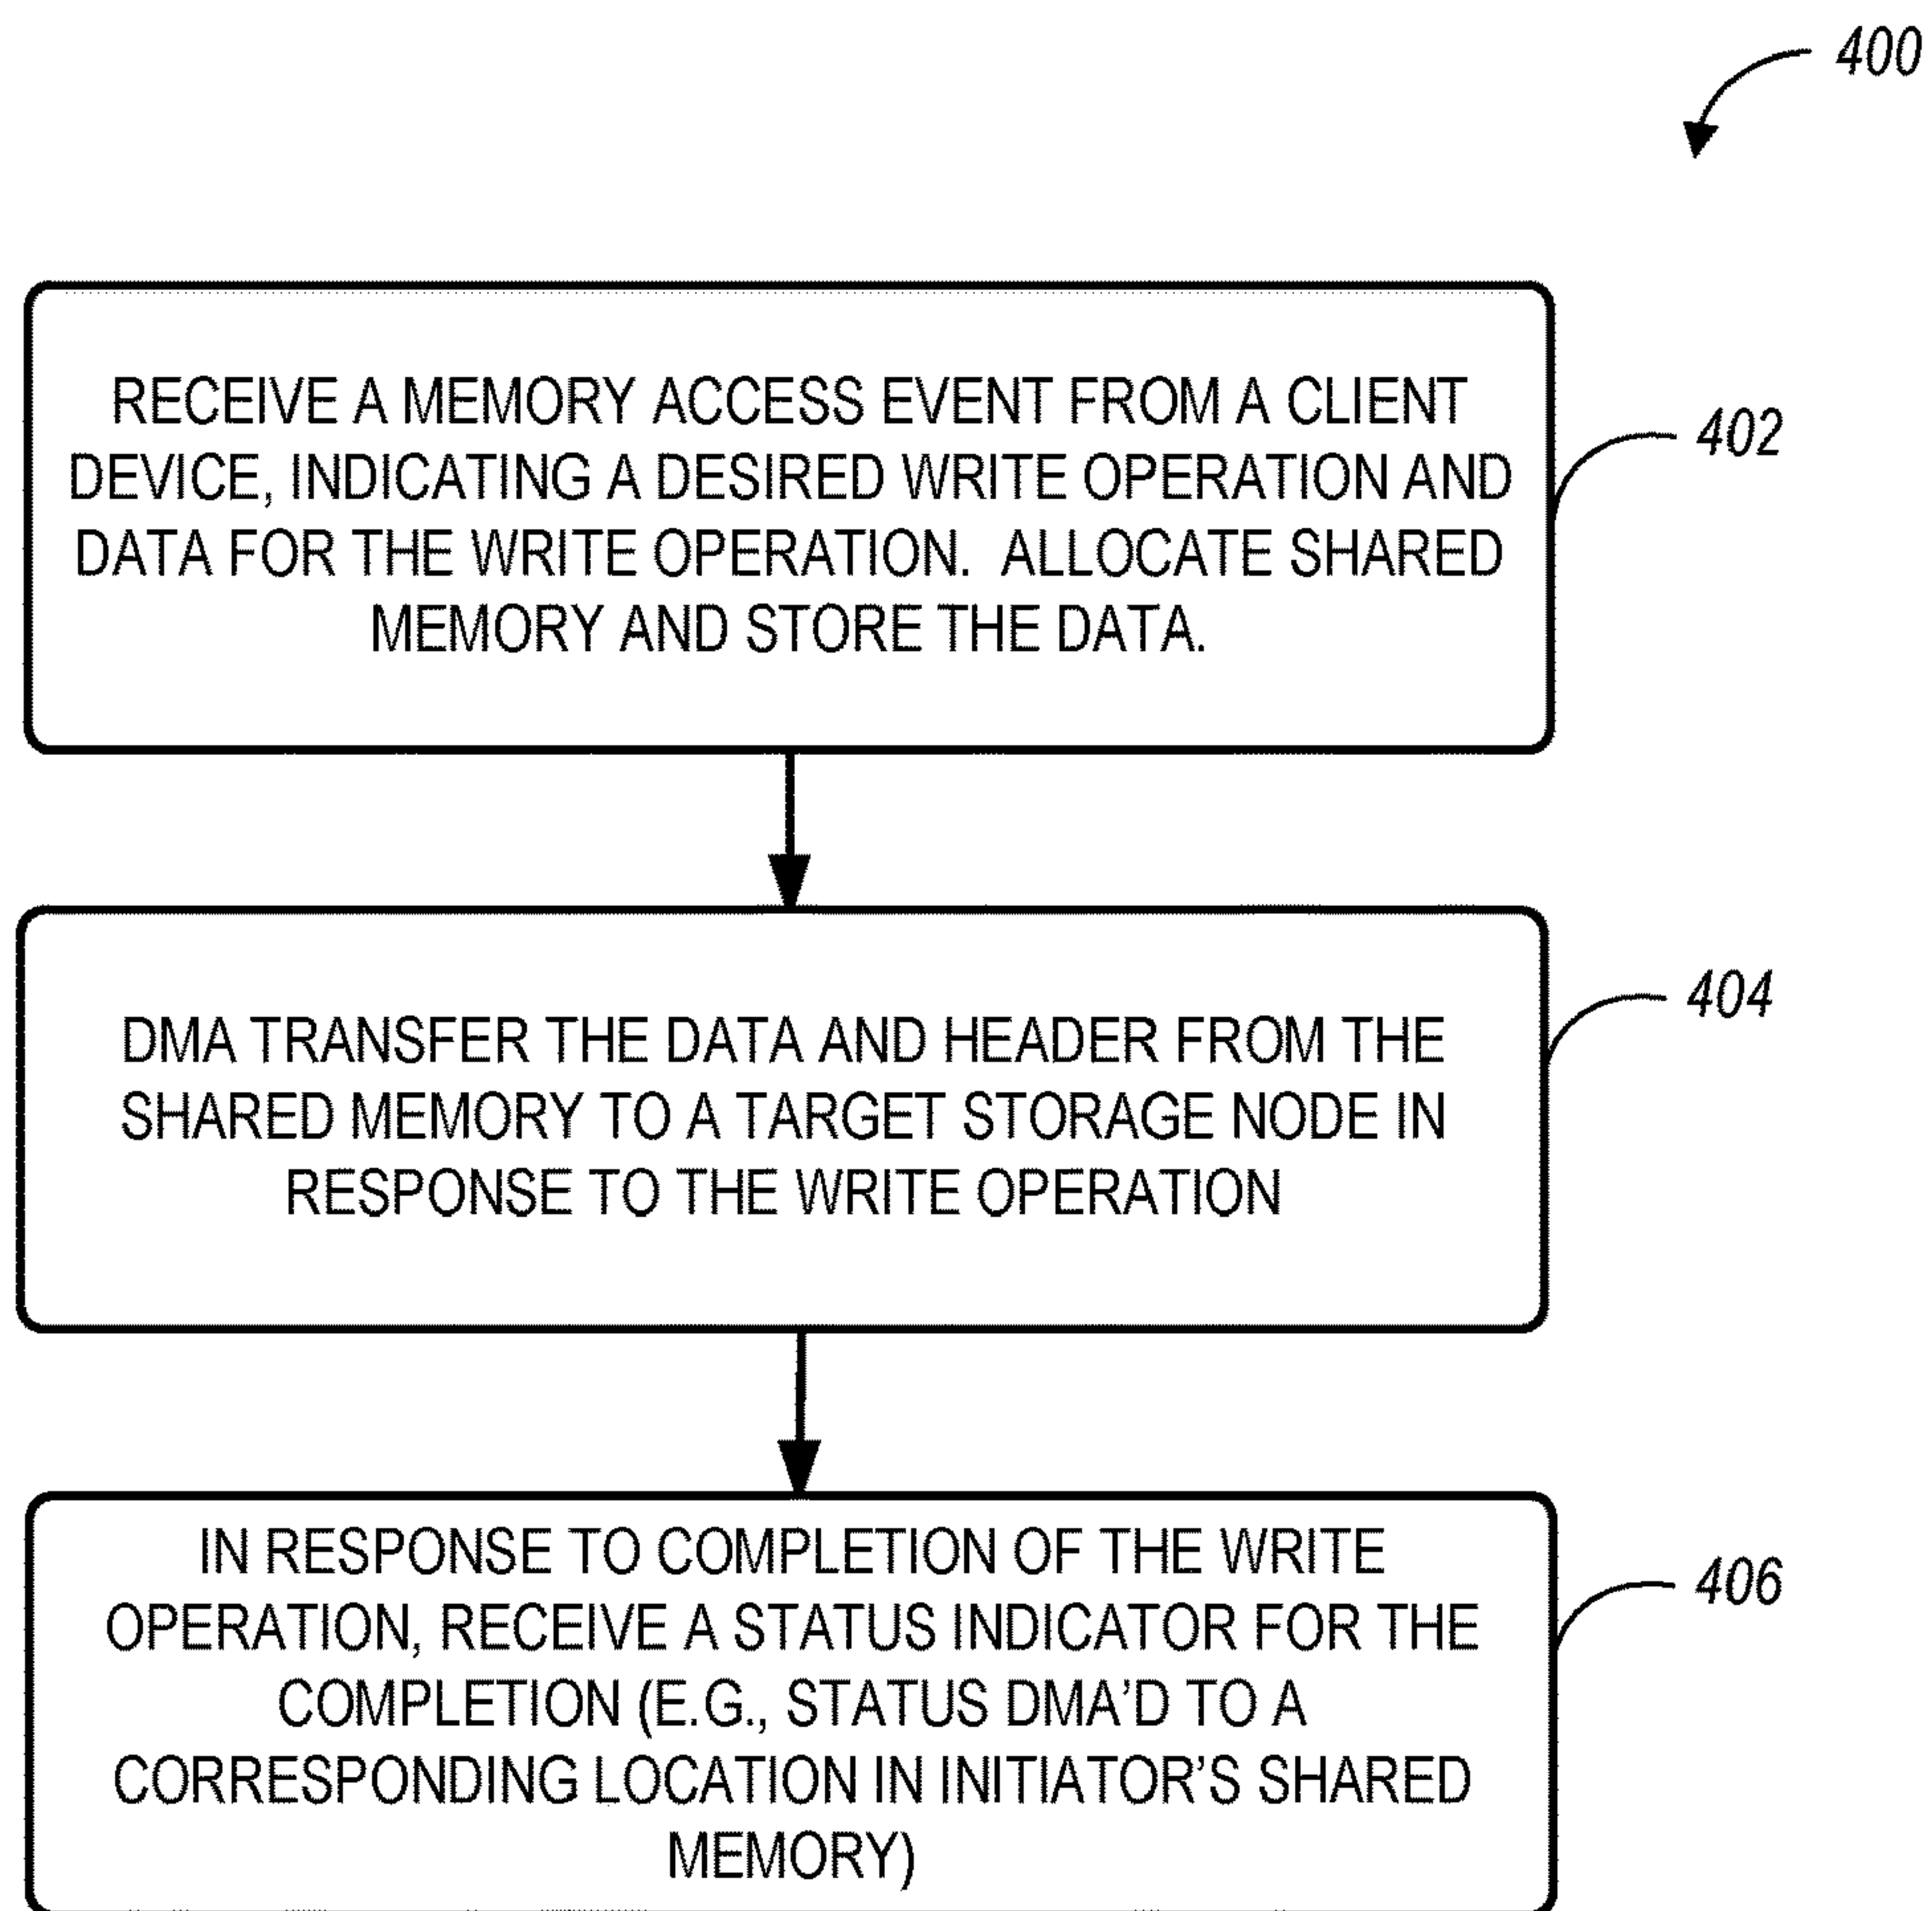 400
RECEIVE A MEMORY ACCESS EVENT FROM A CLIENT
DEVICE, INDICATING A DESIRED WRITE OPERATION AND
DATA FOR THE WRITE OPERATION.  ALLOCATE SHARED
MEMORY AND STORE THE DATA.
402
DMA TRANSFER THE DATA AND HEADER FROM THE
SHARED MEMORY TO A TARGET STORAGE NODE IN
RESPONSE TO THE WRITE OPERATION
404
IN RESPONSE TO COMPLETION OF THE WRITE
OPERATION, RECEIVE A STATUS INDICATOR FOR THE
COMPLETION (E.G., STATUS DMA’D TO A
CORRESPONDING LOCATION IN INITIATOR’S SHARED
MEMORY)
406